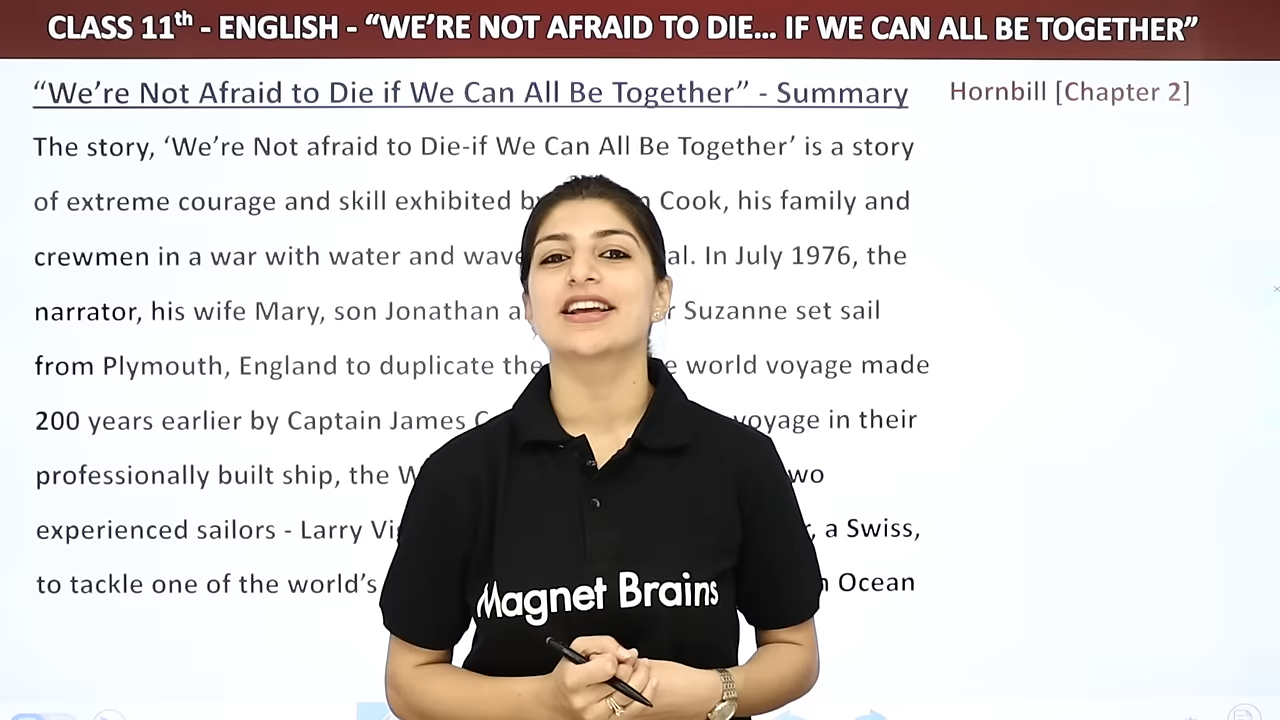 CLASS 11th - ENGLISH - “WE’RE NOT AFRAID TO DIE... IF WE CAN ALL BE TOGETHER”
“We’re Not Afraid to Die if We Can All Be Together” - Summary
Hornbill [Chapter 2]
The story, ‘We’re Not afraid to Die-if We Can All Be Together’ is a story
of extreme courage and skill exhibited Cook, his family and
crewmen in a war with water and In July 1976, the
narrator, his wife Mary, son Jonathan Suzanne set sail
from Plymouth, England to duplicate the world voyage made
200 years earlier by Captain James voyage in their
professionally built ship, the
experienced sailors - Larry a Swiss,
to tackle one of the world’s Ocean
Magnet Brains